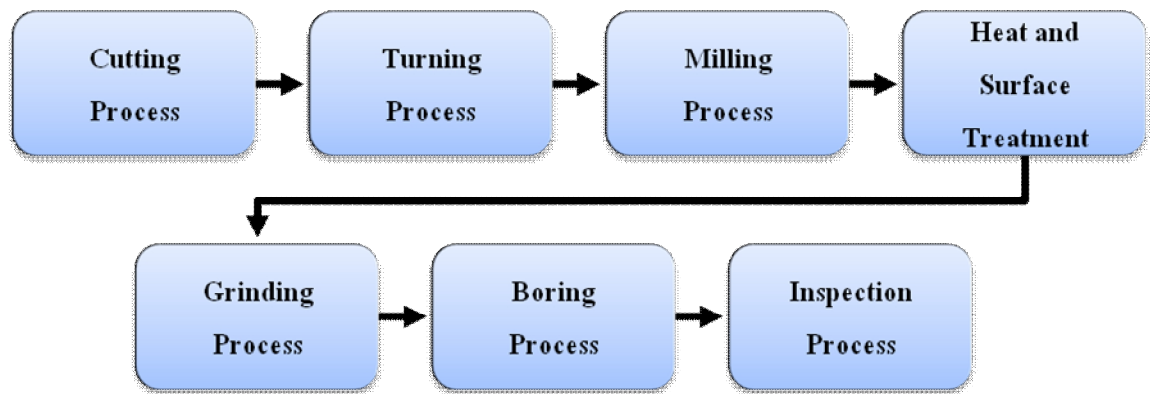 Cutting
Process
Turning
Process
Milling
Process
Heat and
Surface
Treatment
Grinding
Process
Boring
Process
Inspection
Process